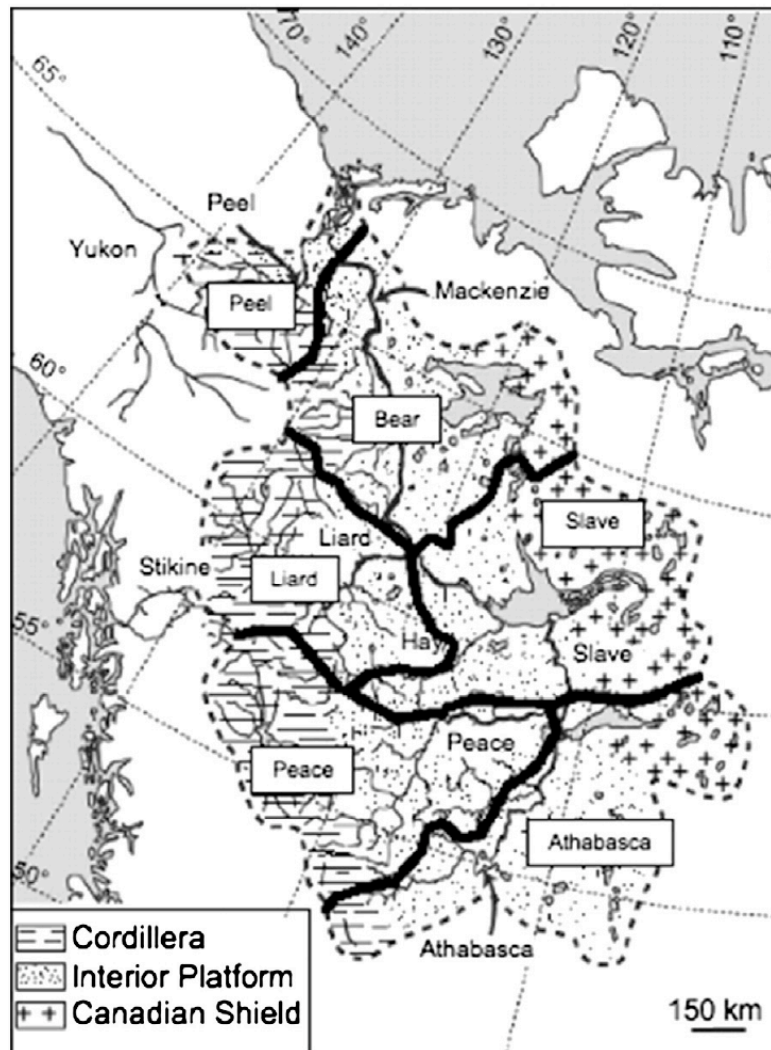 70°
140°
130°
120°
110°
65°
Peel
Yukon
Peel
Mackenzie
60°
Bear
Slave
Liard
Stikine
Liard
Hay
Slave
55°
Peace
Peace
Athabasca
50°
Athabasca
Cordillera
Interior Platform
Canadian Shield
150 km